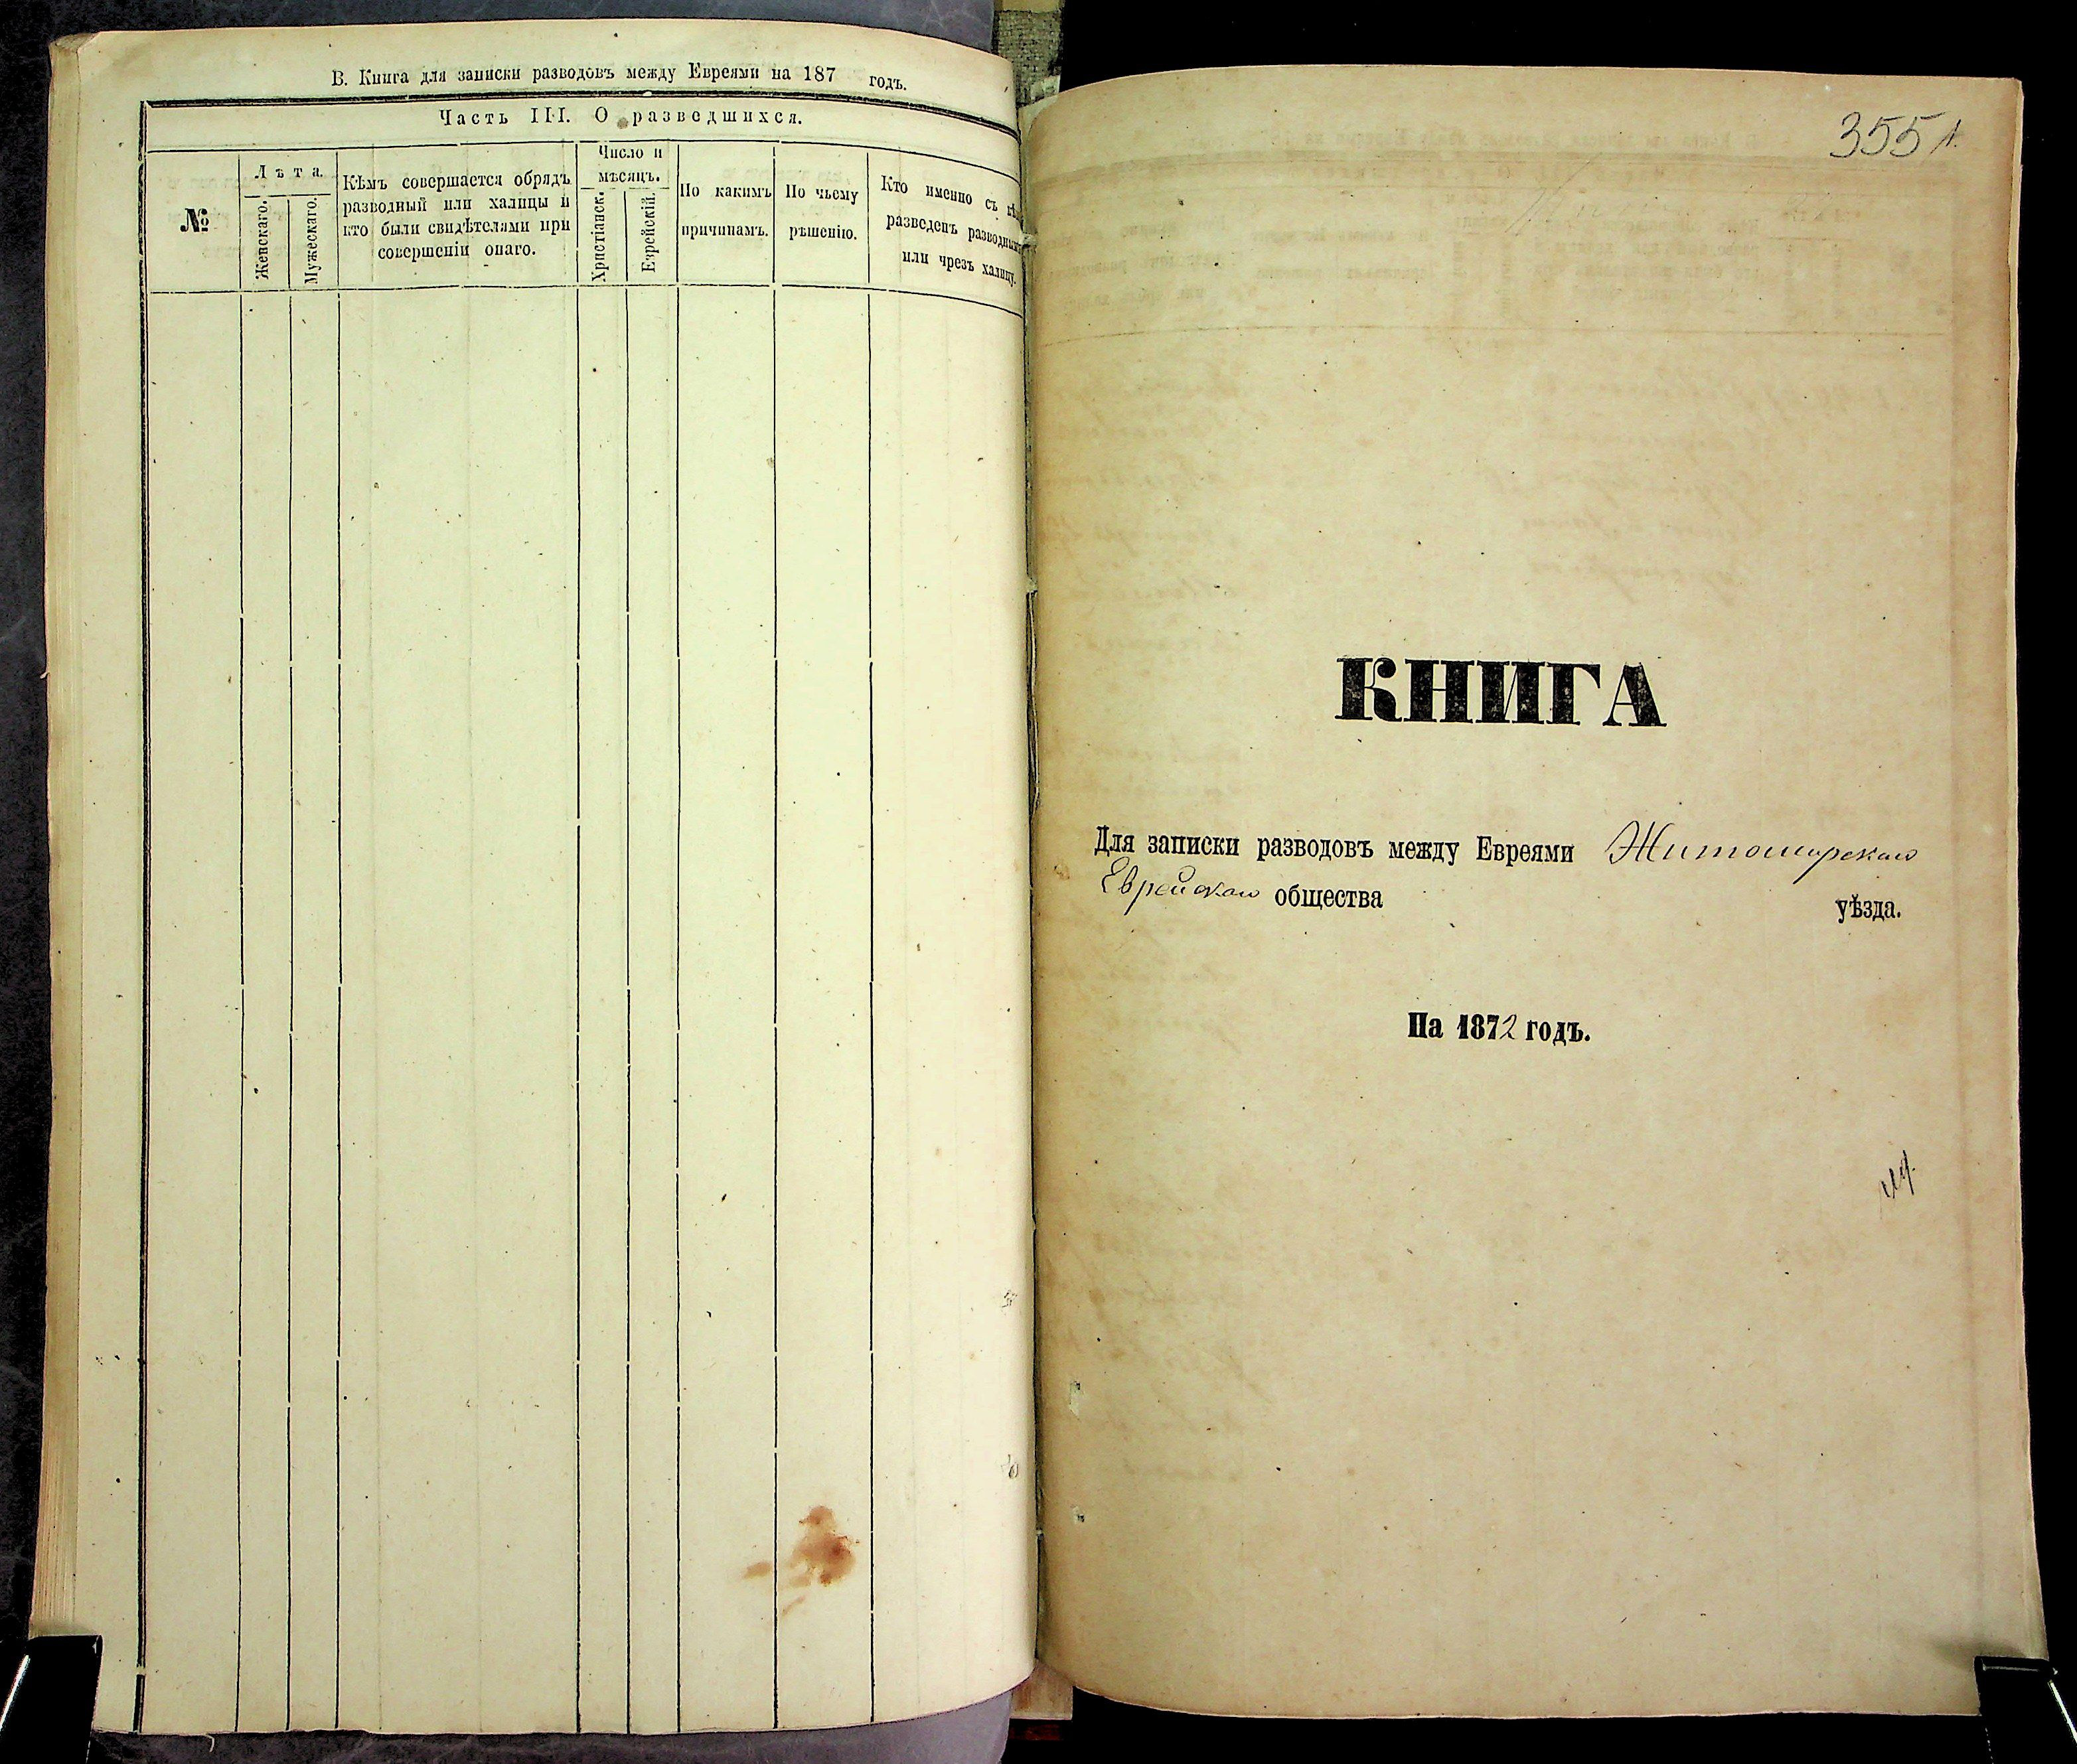 В. Книга для записки разводовъ между Евреями на 187 годъ.
Часть III. О разведшихся.
№
Лѣта.
Женскаго.
Мужескаго.
Кѣмъ совершается обрядъ
разводный или халицы и
кто были свидѣтелями при
совершеніи онаго.
Число и
мѣсяцъ.
Христіанск.
Еврейскій.
По какимъ
причинамъ.
По чьему
рѣшенію.
Кто именно съ
разведенъ
или чрезъ халицу.
355
КНИГА
Для записки разводовъ между Евреями Житомирскаго
Еврейскаго общества уѣзда.
На 1872 годъ.